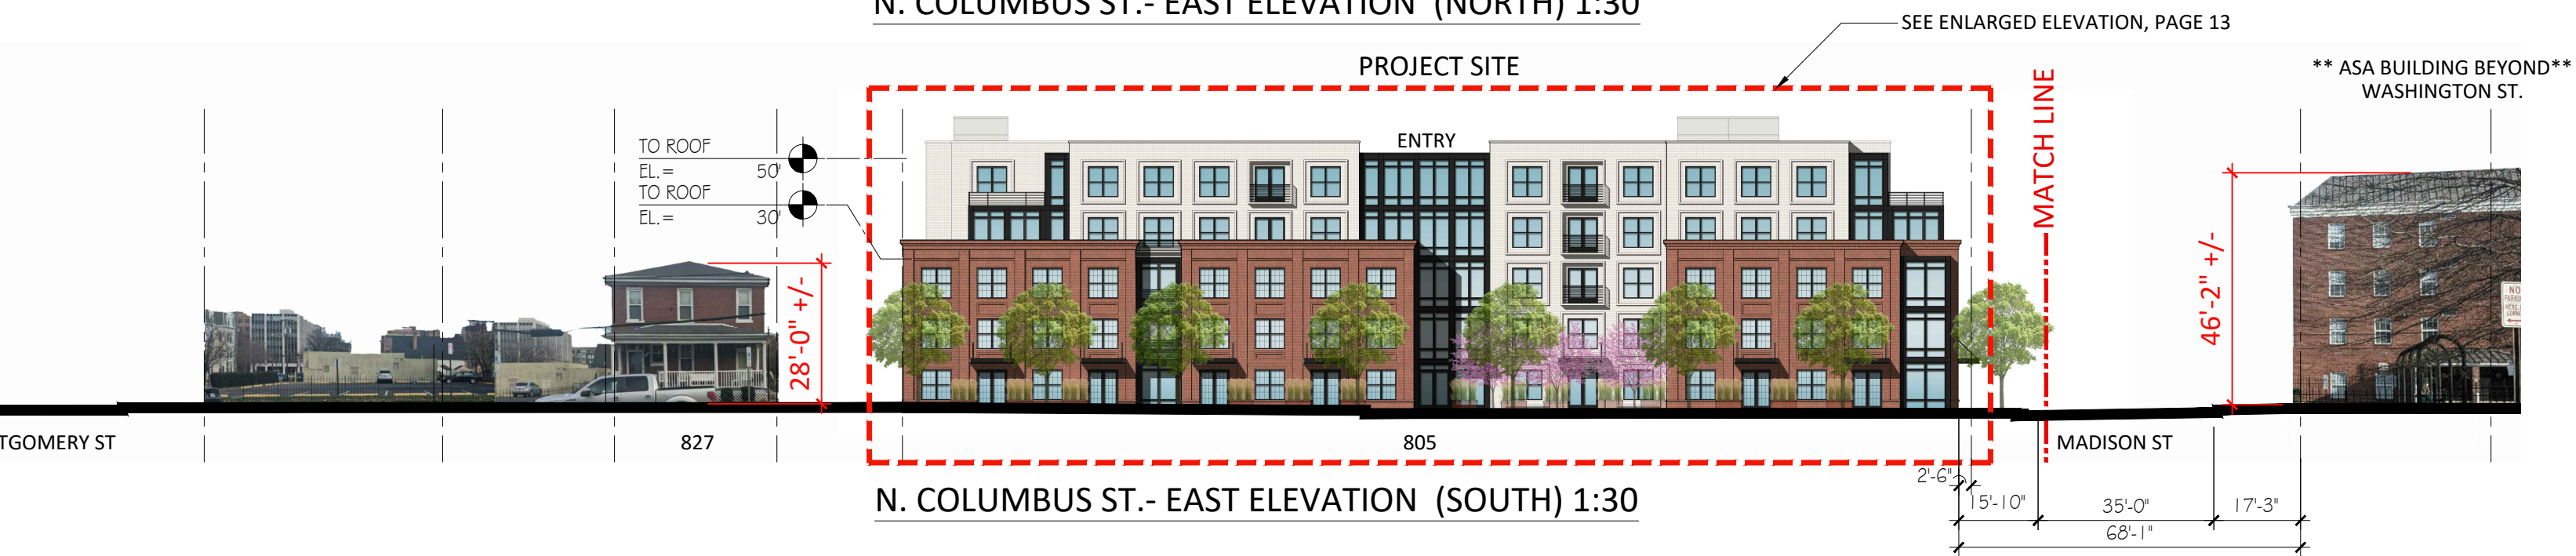 N. COLUMBUS ST.- EAST ELEVATION (NORTH) 1:30
SEE ENLARGED ELEVATION, PAGE 13
PROJECT SITE
** ASA BUILDING BEYOND**
WASHINGTON ST.
MATCH LINE
ENTRY
TO ROOF
EL.= 50'
TO ROOF
EL.= 30'
28'-0" +/-
46'-2" +/-
NO
TGOMERY ST
827
805
MADISON ST
2'-6"
15'-10"
35'-0"
17'-3"
68'-1"
N. COLUMBUS ST.- EAST ELEVATION (SOUTH) 1:30